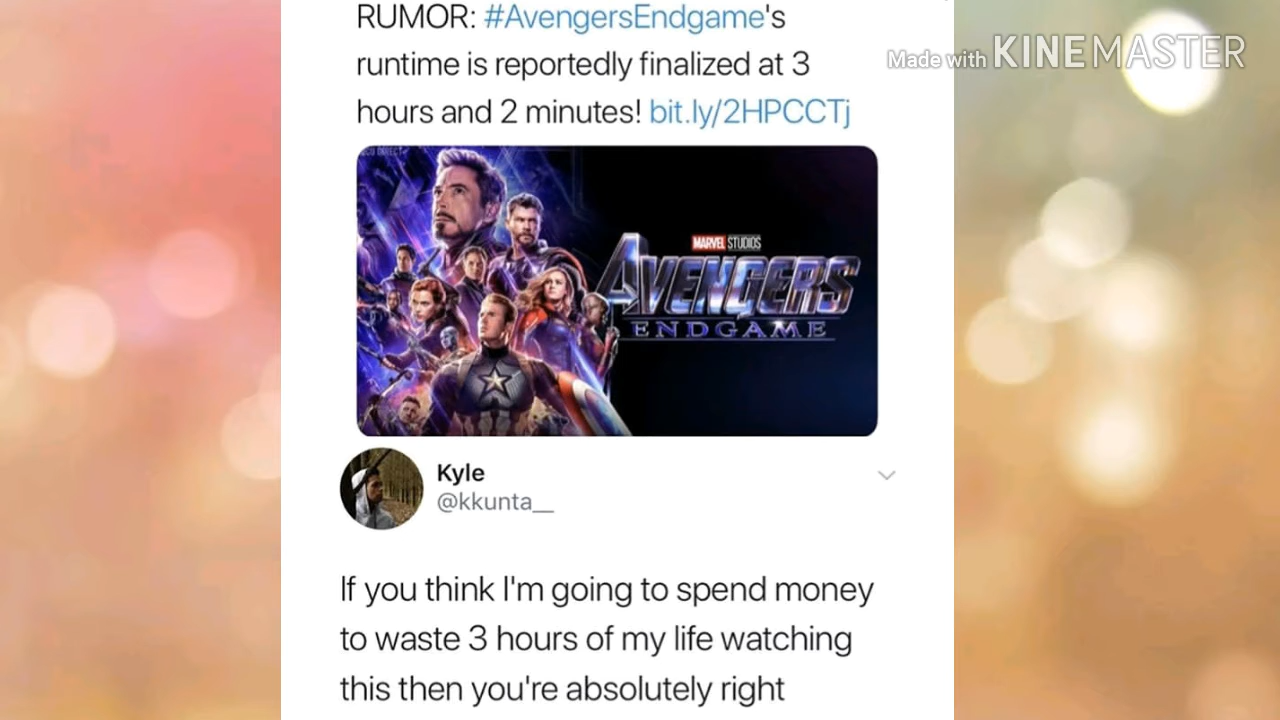 RUMOR: #AvengersEndgame's
Made with KINEMASTER
runtime is reportedly finalized at 3
hours and 2 minutes! bit.ly/2HPCCTj
MARVEL STUDIOS
AVENGERS
ENDGAME
Kyle
@kkunta__
If you think I'm going to spend money
to waste 3 hours of my life watching
this then you're absolutely right